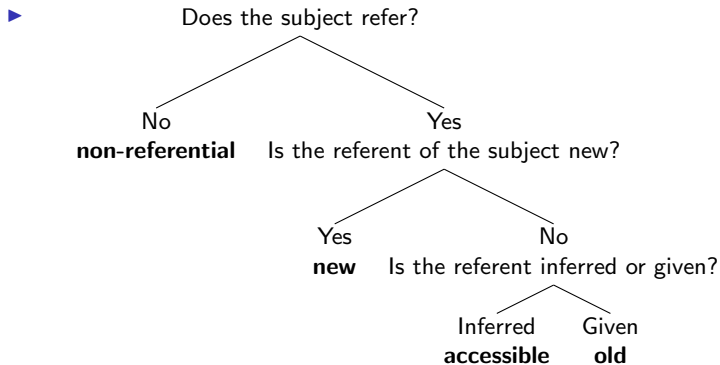 Does the subject refer?
No Yes
non-referential Is the referent of the subject new?
Yes No
new Is the referent inferred or given?
Inferred Given
accessible old